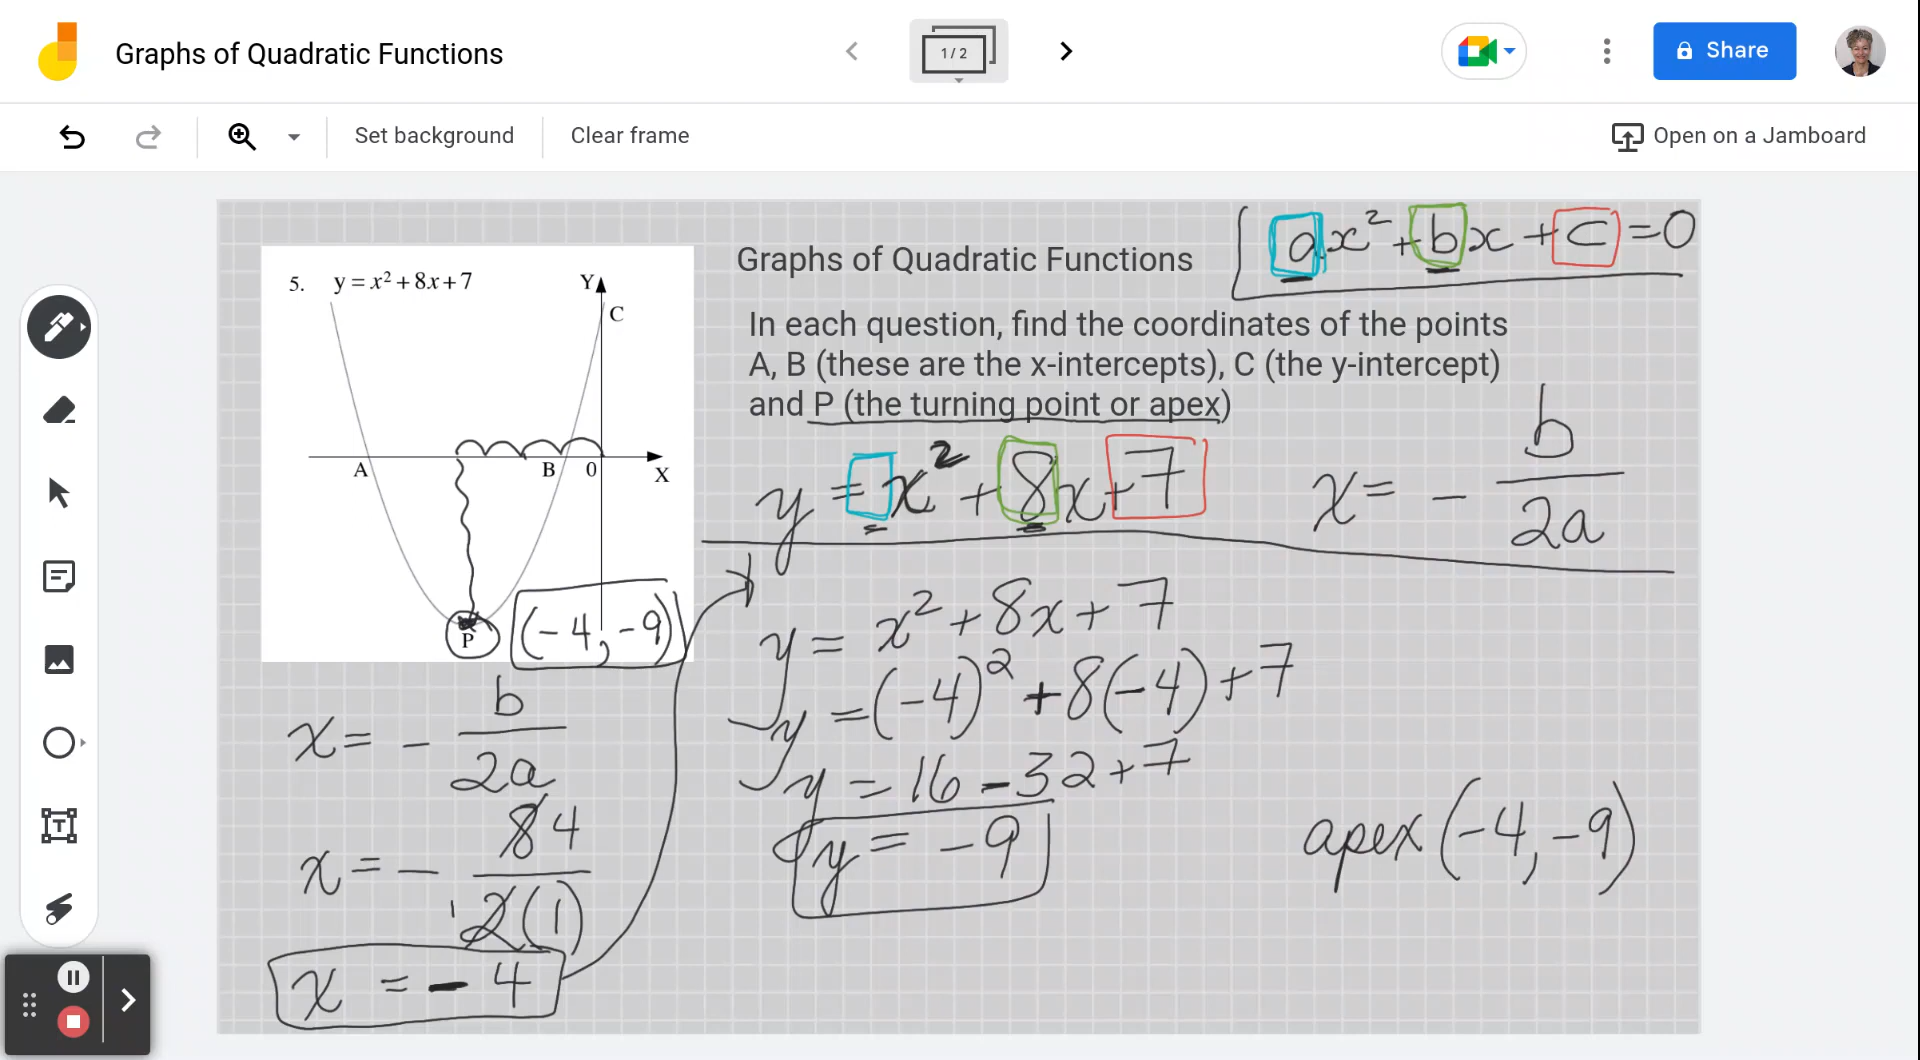 Graphs of Quadratic Functions
1 / 2
Share
Set background
Clear frame
Open on a Jamboard
ax² + bx + c = 0
Graphs of Quadratic Functions
5. y = x² + 8x + 7
Y
C
A
B
0
X
P
(-4, -9)
In each question, find the coordinates of the points
A, B (these are the x-intercepts), C (the y-intercept)
and P (the turning point or apex)
y = x² + 8x + 7
x = - b/2a
x = - b/2a
x = - 8 4/1 2(1)
x = - 4
y = x² + 8x + 7
y = (-4)² + 8(-4) + 7
y = 16 - 32 + 7
y = -9
apex (-4, -9)
T